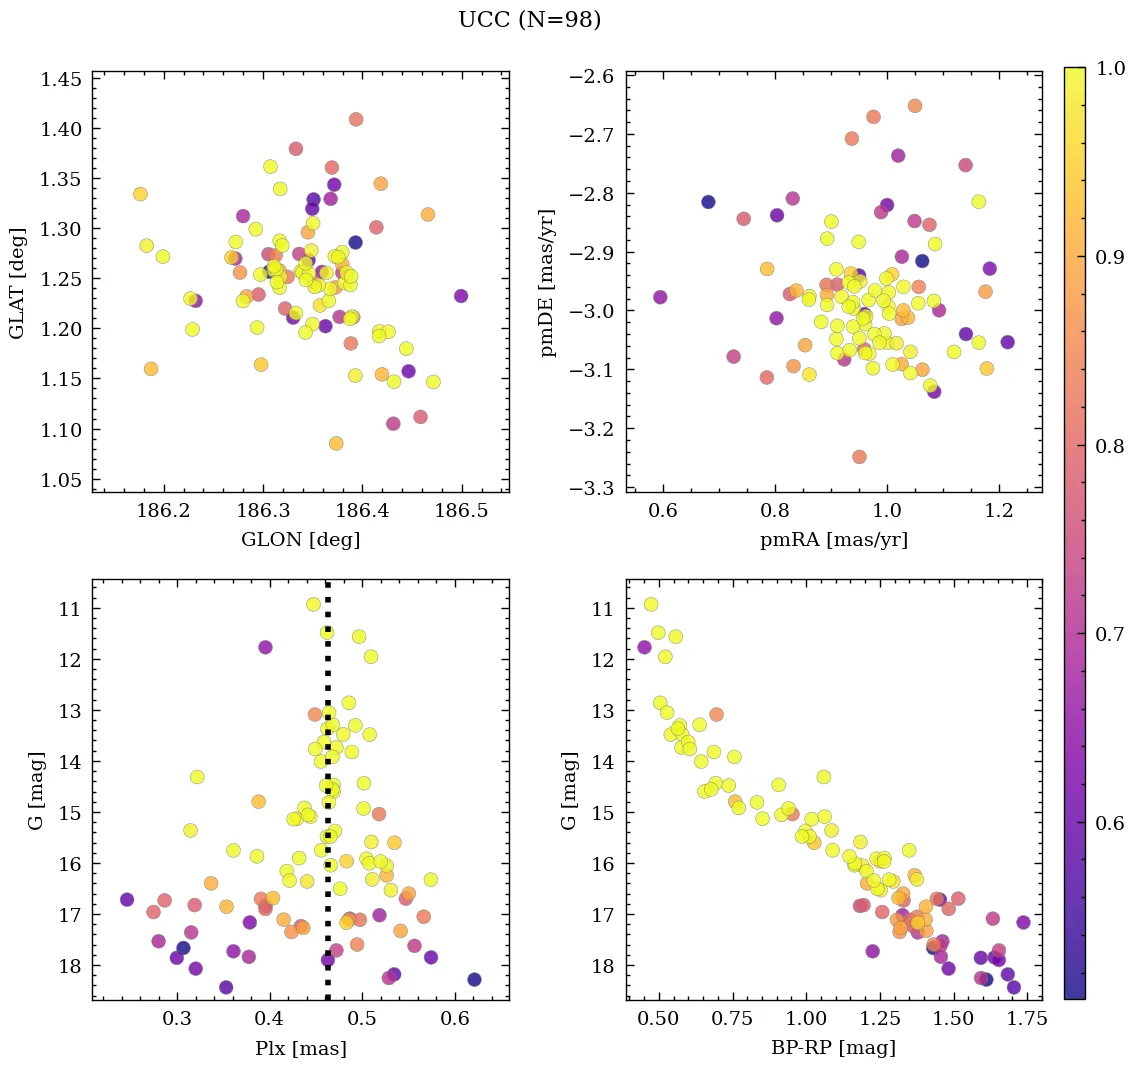 UCC (N=98)
1.45
1.40
1.35
1.30
1.25
1.20
1.15
1.10
1.05
GLAT [deg]
186.2 186.3 186.4 186.5
GLON [deg]
−2.6
−2.7
−2.8
−2.9
−3.0
−3.1
−3.2
−3.3
pmDE [mas/yr]
0.6 0.8 1.0 1.2
pmRA [mas/yr]
1.0
0.9
0.8
0.7
0.6
11
12
13
14
15
16
17
18
G [mag]
0.3 0.4 0.5 0.6
Plx [mas]
11
12
13
14
15
16
17
18
G [mag]
0.50 0.75 1.00 1.25 1.50 1.75
BP-RP [mag]